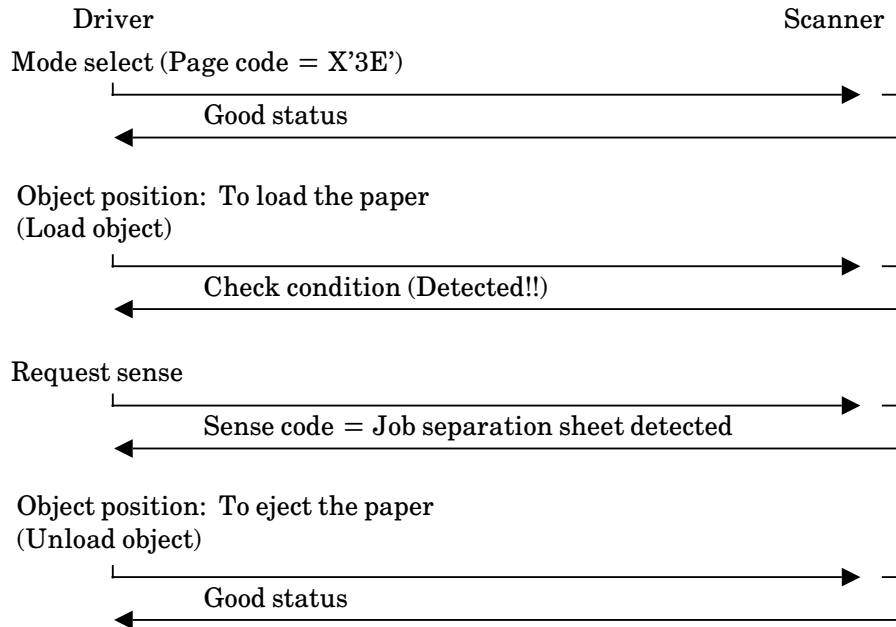 Driver Scanner
Mode select (Page code = X’3E’)
Good status
Object position: To load the paper
(Load object)
Check condition (Detected!!)
Request sense
Sense code = Job separation sheet detected
Object position: To eject the paper
(Unload object)
Good status